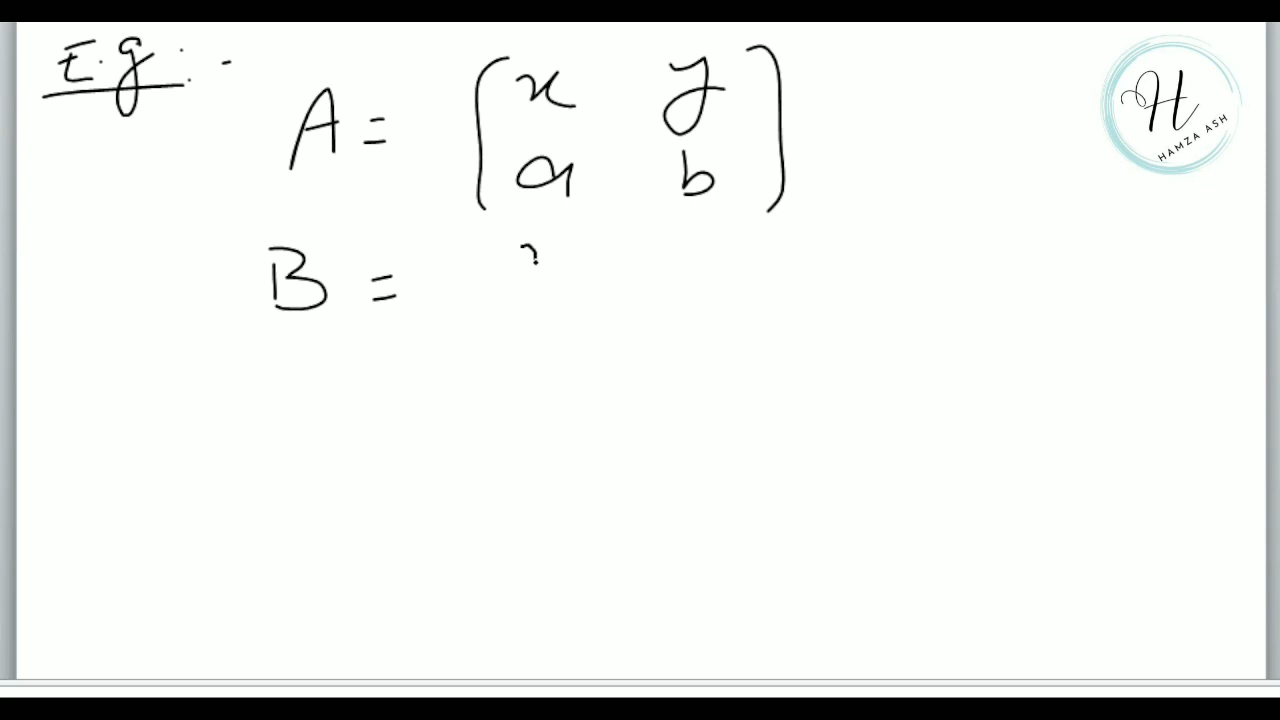 E.g. :-
A = [ x y
a b ]
B =
H
HAMZA ASH